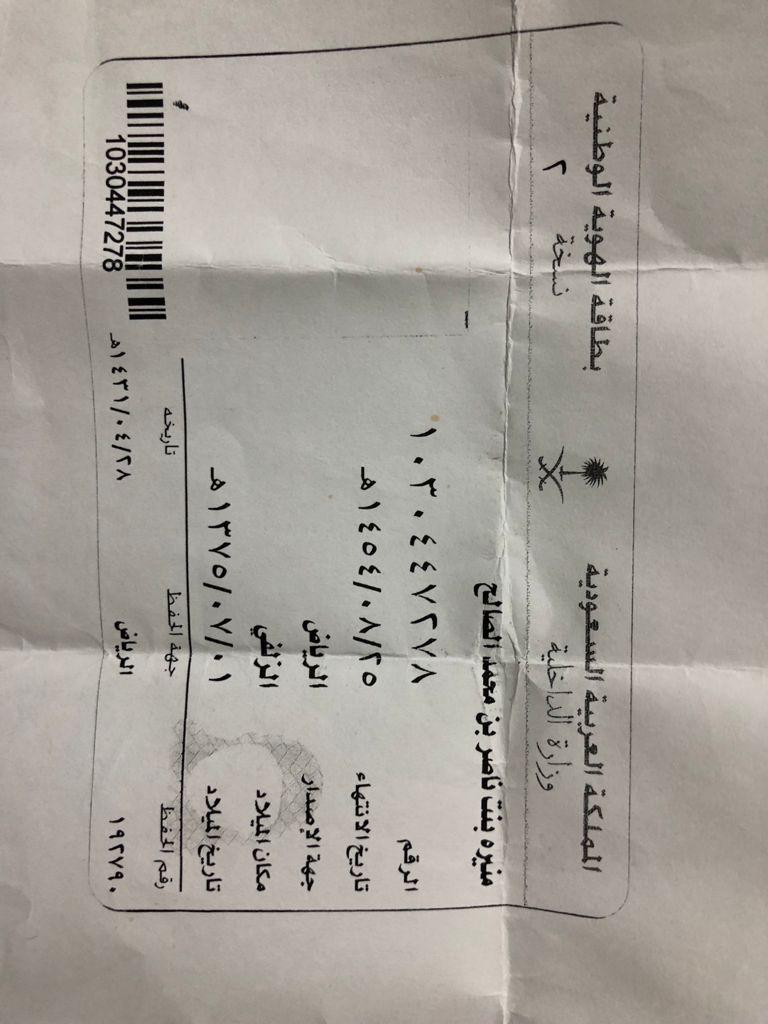 المملكة العربية السعودية
بطاقة الهوية الوطنية
وزارة الداخلية
نسخة ٢
منيره بنت ناصر بن محمد الصالح
الرقم ١٠٣٠٤٤٧٢٧٨
تاريخ الانتهاء ١٤٥٤/٠٨/٢٥هـ
جهة الإصدار الرياض
مكان الميلاد الزلفي
تاريخ الميلاد ١٣٧٥/٠٧/٠١هـ
رقم الحفظ جهة الحفظ تاريخه
١٩٢٧٩٠ الرياض ١٤٣١/٠٤/٢٨هـ
1030447278